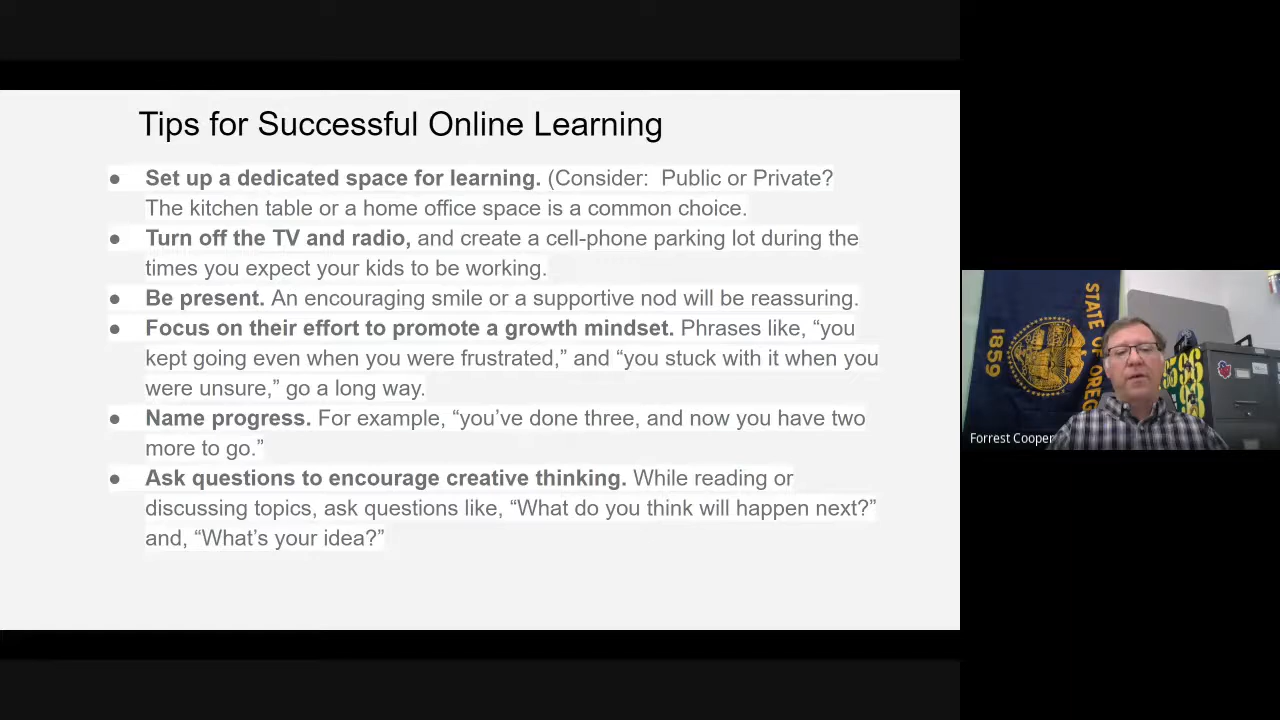 Tips for Successful Online Learning
● Set up a dedicated space for learning. (Consider:  Public or Private?
The kitchen table or a home office space is a common choice.
● Turn off the TV and radio, and create a cell-phone parking lot during the
times you expect your kids to be working.
● Be present. An encouraging smile or a supportive nod will be reassuring.
● Focus on their effort to promote a growth mindset. Phrases like, “you
kept going even when you were frustrated,” and “you stuck with it when you
were unsure,” go a long way.
● Name progress. For example, “you’ve done three, and now you have two
more to go.”
● Ask questions to encourage creative thinking. While reading or
discussing topics, ask questions like, “What do you think will happen next?”
and, “What’s your idea?”
STATE OF OREG
1859
Forrest Cooper